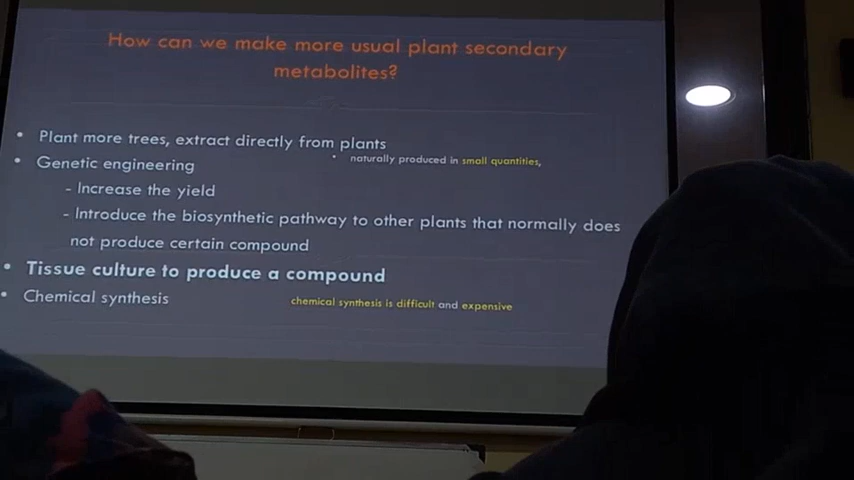 How can we make more usual plant secondary
metabolites?
• Plant more trees, extract directly from plants
• naturally produced in small quantities,
• Genetic engineering
- Increase the yield
- Introduce the biosynthetic pathway to other plants that normally does
not produce certain compound
• Tissue culture to produce a compound
• Chemical synthesis
chemical synthesis is difficult and expensive